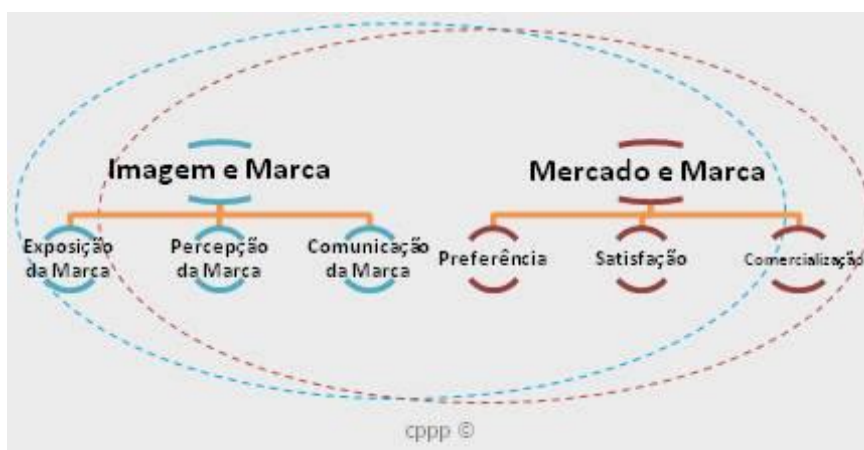 Imagem e Marca
Mercado e Marca
Exposição
da Marca
Percepção
da Marca
Comunicação
da Marca
Preferência
Satisfação
Comercialização
cppp ©